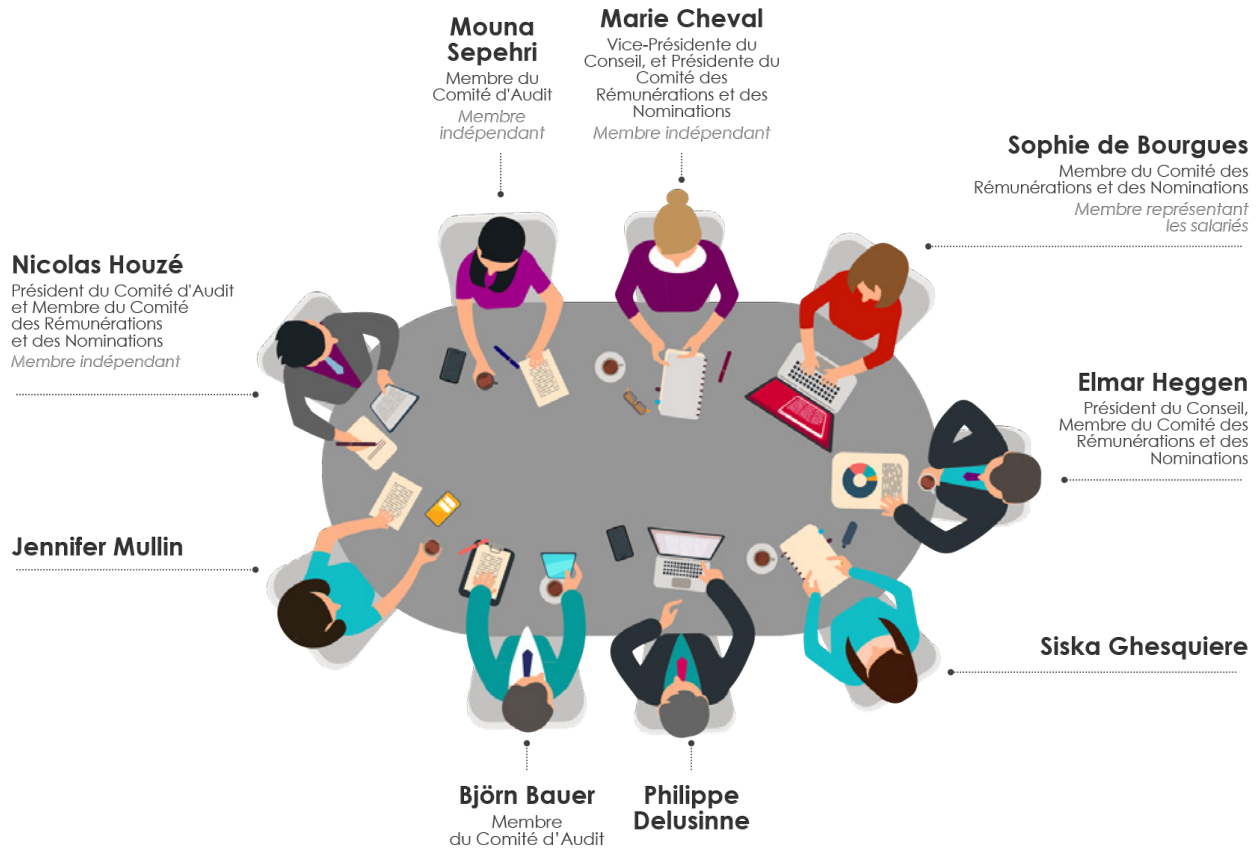 Mouna
Sepehri
Membre du
Comité d'Audit
Membre
indépendant
Marie Cheval
Vice-Présidente du
Conseil, et Présidente du
Comité des
Rémunérations et des
Nominations
Membre indépendant
Sophie de Bourgues
Membre du Comité des
Rémunérations et des Nominations
Membre représentant
les salariés
Nicolas Houzé
Président du Comité d'Audit
et Membre du Comité
des Rémunérations
et des Nominations
Membre indépendant
Elmar Heggen
Président du Conseil,
Membre du Comité des
Rémunérations et des
Nominations
Jennifer Mullin
Siska Ghesquiere
Björn Bauer
Membre
du Comité d’Audit
Philippe
Delusinne